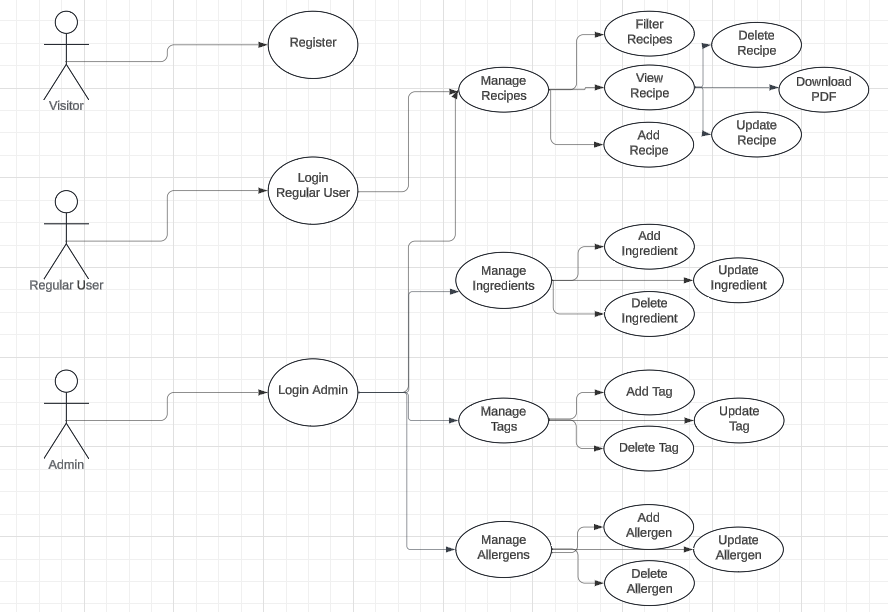 Visitor
Register
Manage
Recipes
Filter
Recipes
View
Recipe
Add
Recipe
Delete
Recipe
Download
PDF
Update
Recipe
Regular User
Login
Regular User
Manage
Ingredients
Add
Ingredient
Update
Ingredient
Delete
Ingredient
Admin
Login Admin
Manage
Tags
Add Tag
Update
Tag
Delete Tag
Manage
Allergens
Add
Allergen
Update
Allergen
Delete
Allergen